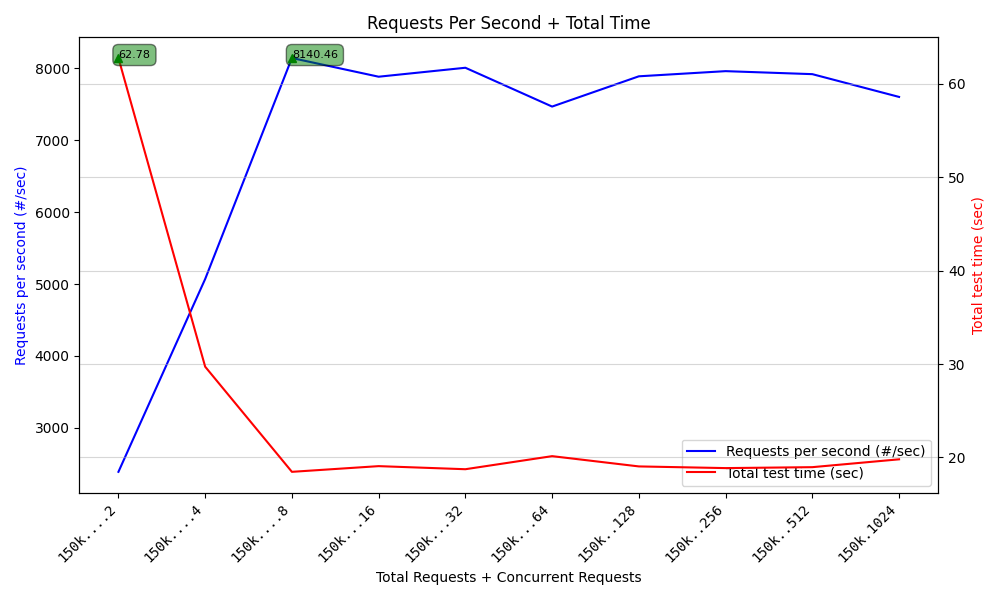 Requests Per Second + Total Time
62.78
8140.46
8000
7000
6000
5000
4000
3000
Requests per second (#/sec)
60
50
40
30
20
Total test time (sec)
Requests per second (#/sec)
Total test time (sec)
150k....2
150k....4
150k....8
150k...16
150k...32
150k...64
150k..128
150k..256
150k..512
150k.1024
Total Requests + Concurrent Requests